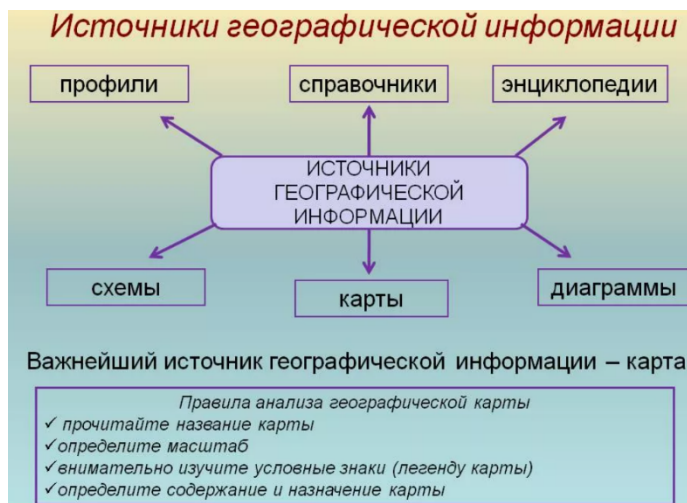 Источники географической информации
профили
справочники
энциклопедии
ИСТОЧНИКИ
ГЕОГРАФИЧЕСКОЙ
ИНФОРМАЦИИ
схемы
карты
диаграммы
Важнейший источник географической информации – карта
Правила анализа географической карты
✓ прочитайте название карты
✓определите масштаб
✓внимательно изучите условные знаки (легенду карты)
✓определите содержание и назначение карты